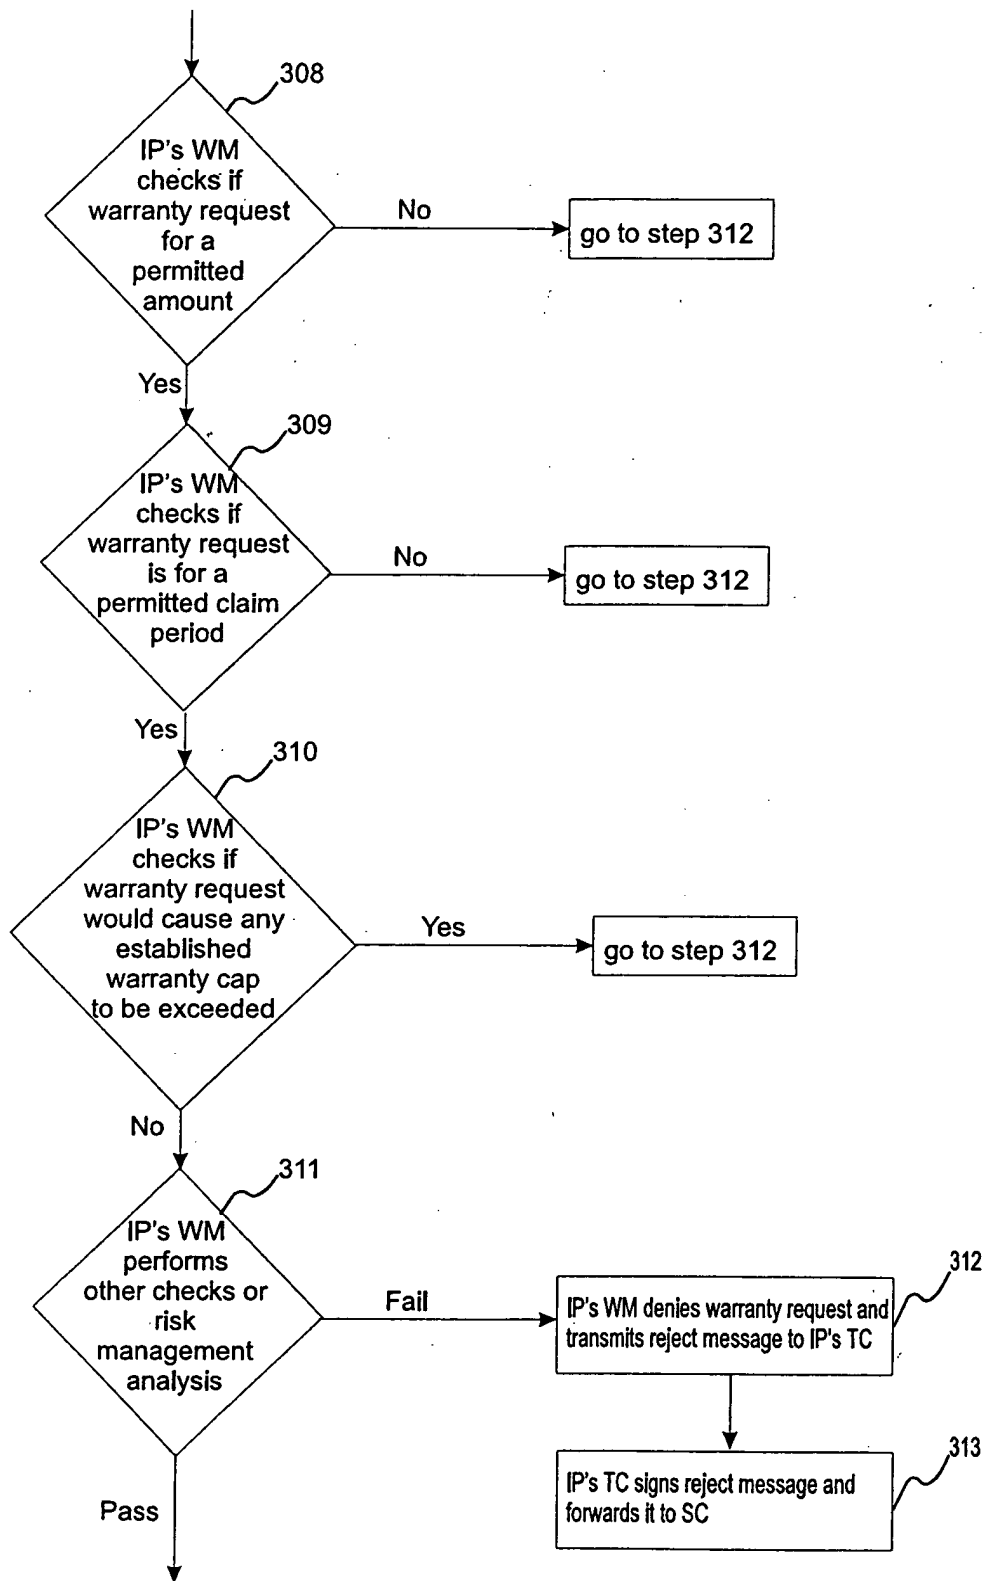 308
IP's WM
checks if
warranty request
for a
permitted
amount
No
go to step 312
Yes
309
IP's WM
checks if
warranty request
is for a
permitted claim
period
No
go to step 312
Yes
310
IP's WM
checks if
warranty request
would cause any
established
warranty cap
to be exceeded
Yes
go to step 312
No
311
IP's WM
performs
other checks or
risk
management
analysis
Fail
312
IP's WM denies warranty request and
transmits reject message to IP's TC
313
IP's TC signs reject message and
forwards it to SC
Pass